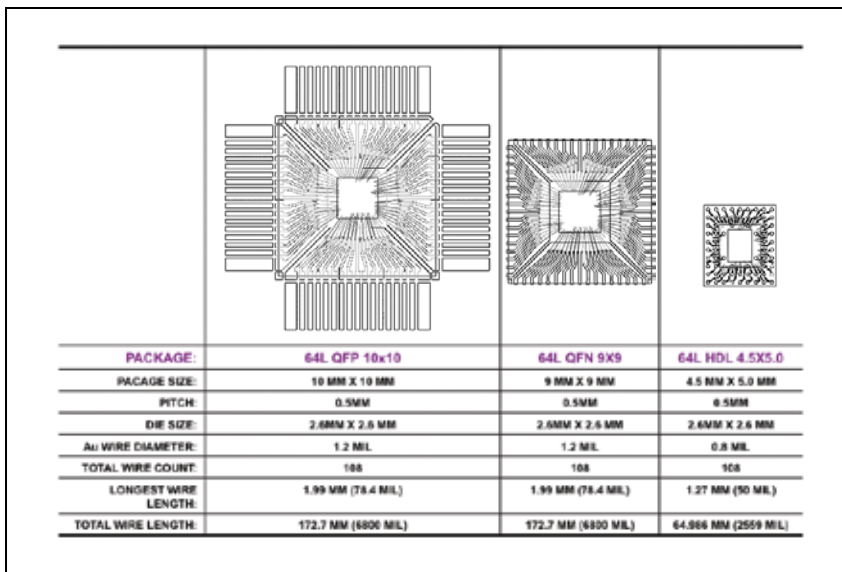 PACKAGE: 64L QFP 10x10 64L QFN 9X9 64L HDL 4.5X5.0
PACAGE SIZE: 10 MM X 10 MM 9 MM X 9 MM 4.5 MM X 5.0 MM
PITCH: 0.5MM 0.5MM 0.5MM
DIE SIZE: 2.6MM X 2.6 MM 2.6MM X 2.6 MM 2.6MM X 2.6 MM
Au WIRE DIAMETER: 1.2 MIL 1.2 MIL 0.8 MIL
TOTAL WIRE COUNT: 108 108 108
LONGEST WIRE 1.99 MM (78.4 MIL) 1.99 MM (78.4 MIL) 1.27 MM (50 MIL)
LENGTH:
TOTAL WIRE LENGTH: 172.7 MM (6800 MIL) 172.7 MM (6800 MIL) 64.986 MM (2559 MIL)